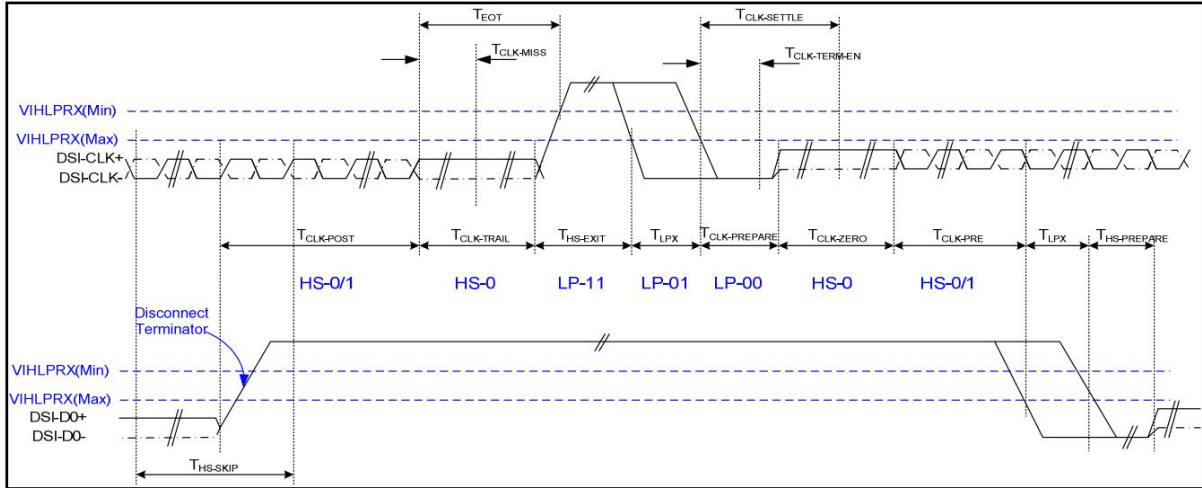 TEOT
TCLK-SETTLE
TCLK-MISS
TCLK-TERM-EN
VIHLPRX(Min)
VIHLPRX(Max)
DSI-CLK+
DSI-CLK-
TCLK-POST TCLK-TRAIL THS-EXIT TLPX TCLK-PREPARE TCLK-ZERO TCLK-PRE TLPX THS-PREPARE
HS-0/1 HS-0 LP-11 LP-01 LP-00 HS-0 HS-0/1
Disconnect
Terminator
VIHLPRX(Min)
VIHLPRX(Max)
DSI-D0+
DSI-D0-
THS-SKIP